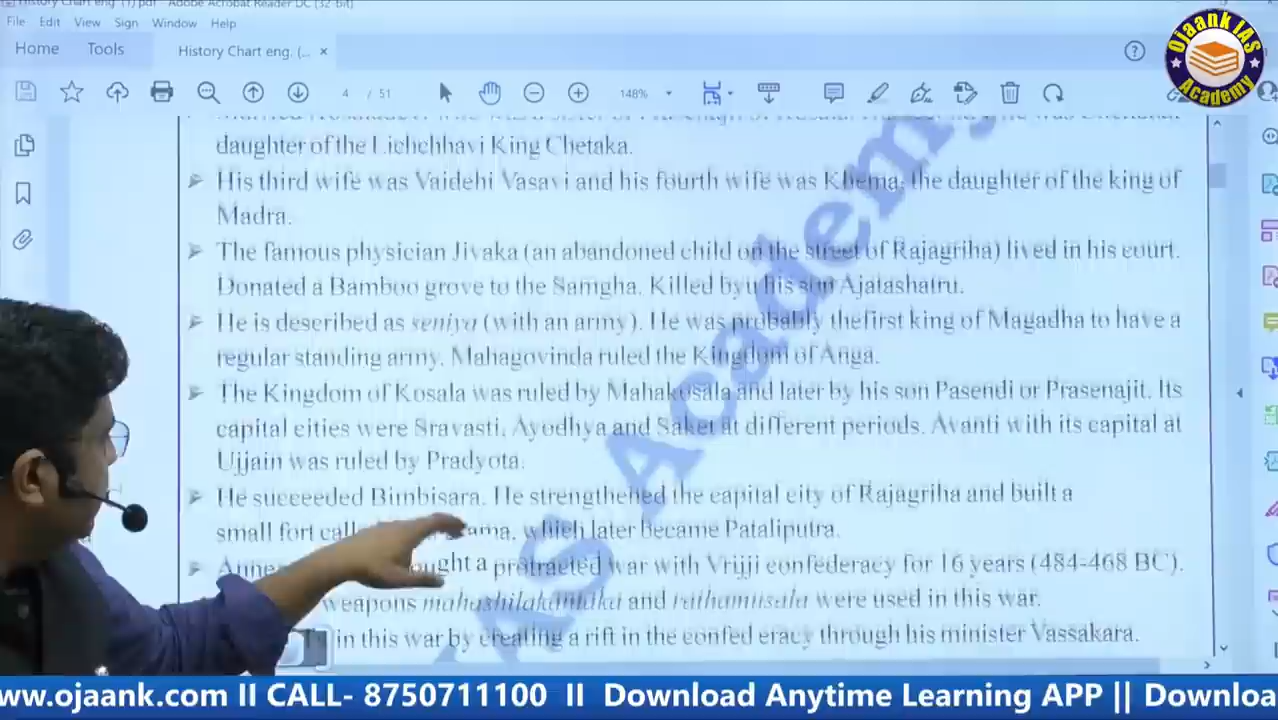 History Chart eng. (1).pdf - Adobe Acrobat Reader DC (32-bit)
File Edit View Sign Window Help
Home Tools History Chart eng. (... ×
4 / 51 148%
Ojaank IAS Academy
daughter of the Lichchhavi King Chetaka.
➢ His third wife was Vaidehi Vasavi and his fourth wife was Khema, the daughter of the king of
Madra.
➢ The famous physician Jivaka (an abandoned child on the street of Rajagriha) lived in his court.
Donated a Bamboo grove to the Samgha. Killed byu his son Ajatashatru.
➢ He is described as seniya (with an army). He was probably thefirst king of Magadha to have a
regular standing army. Mahagovinda ruled the Kingdom of Anga.
➢ The Kingdom of Kosala was ruled by Mahakosala and later by his son Pasendi or Prasenajit. Its
capital cities were Sravasti, Ayodhya and Saket at different periods. Avanti with its capital at
Ujjain was ruled by Pradyota.
➢ He succeeded Bimbisara. He strengthened the capital city of Rajagriha and built a
small fort which later became Pataliputra.
➢ a protracted war with Vrijji confederacy for 16 years (484-468 BC).
weapons mahashilakantaka and rathamusala were used in this war.
in this war by creating a rift in the confed eracy through his minister Vassakara.
IAS Academy
www.ojaank.com II CALL- 8750711100 II Download Anytime Learning APP || Downloa